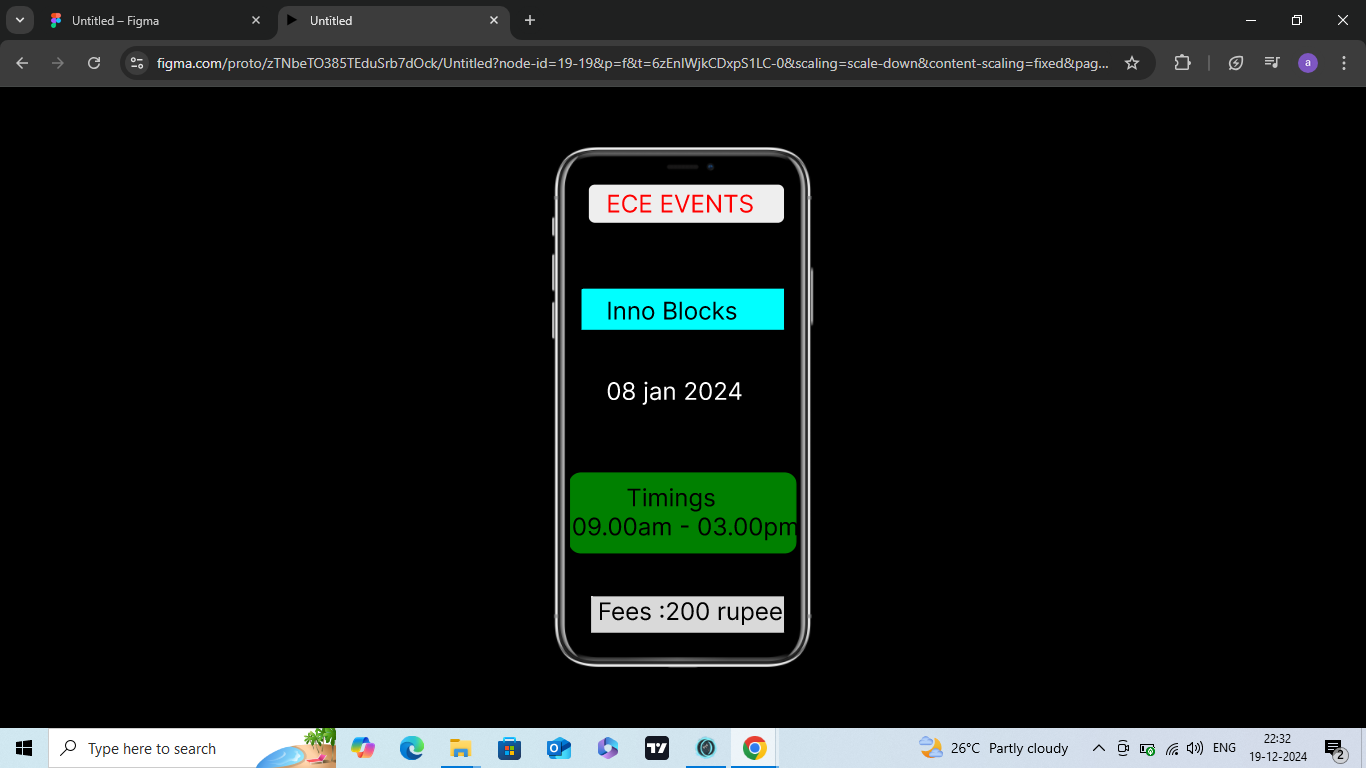 Untitled – Figma
Untitled
figma.com/proto/zTNbeTO385TEduSrb7dOck/Untitled?node-id=19-19&p=f&t=6zEnlWjkCDxpS1LC-0&scaling=scale-down&content-scaling=fixed&pag...
a
ECE EVENTS
Inno Blocks
08 jan 2024
Timings
09.00am - 03.00pm
Fees :200 rupee
Type here to search
26°C Partly cloudy
ENG
22:32
19-12-2024
2